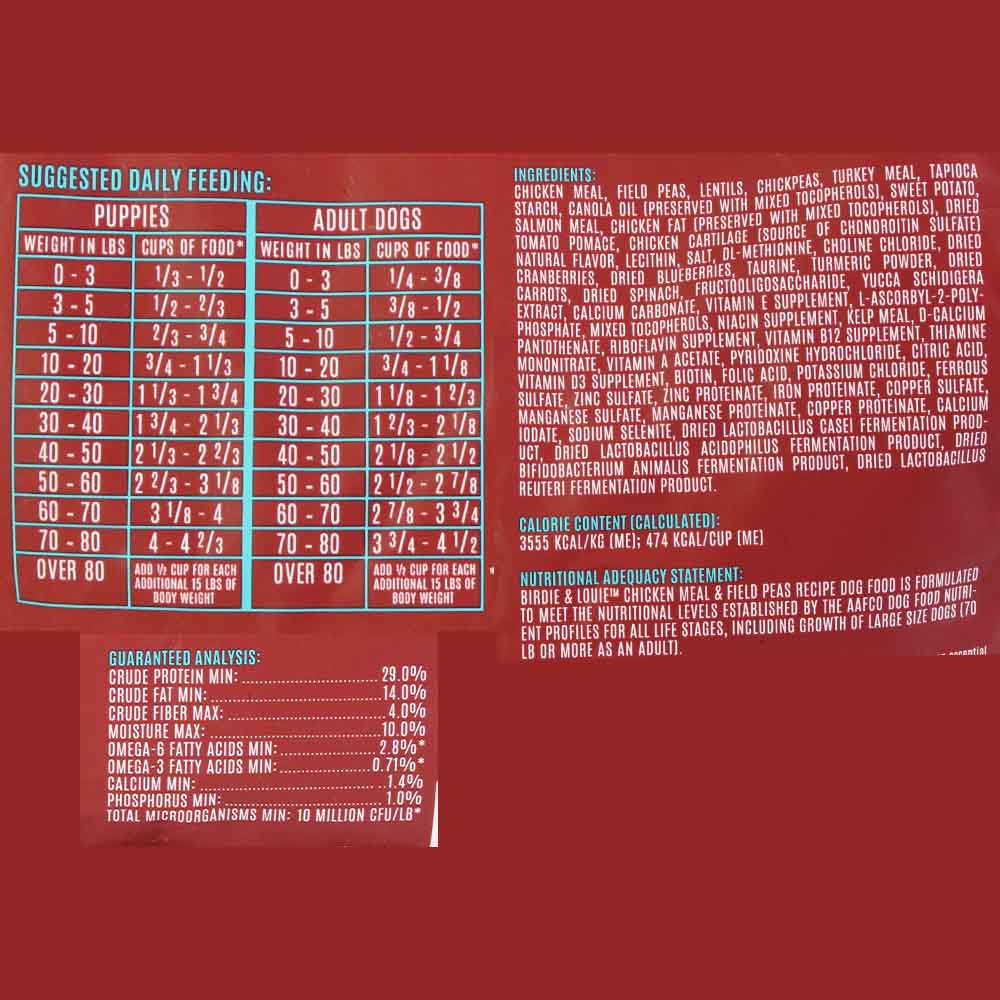 SUGGESTED DAILY FEEDING:
PUPPIES ADULT DOGS
WEIGHT IN LBS CUPS OF FOOD* WEIGHT IN LBS CUPS OF FOOD*
0 - 3 1/3 - 1/2 0 - 3 1/4 - 3/8
3 - 5 1/2 - 2/3 3 - 5 3/8 - 1/2
5 - 10 2/3 - 3/4 5 - 10 1/2 - 3/4
10 - 20 3/4 - 1 1/3 10 - 20 3/4 - 1 1/8
20 - 30 1 1/3 - 1 3/4 20 - 30 1 1/8 - 1 2/3
30 - 40 1 3/4 - 2 1/3 30 - 40 1 2/3 - 2 1/8
40 - 50 2 1/3 - 2 2/3 40 - 50 2 1/8 - 2 1/2
50 - 60 2 2/3 - 3 1/8 50 - 60 2 1/2 - 2 7/8
60 - 70 3 1/8 - 4 60 - 70 2 7/8 - 3 3/4
70 - 80 4 - 4 2/3 70 - 80 3 3/4 - 4 1/2
OVER 80 ADD 1/2 CUP FOR EACH OVER 80 ADD 1/2 CUP FOR EACH
ADDITIONAL 15 LBS OF ADDITIONAL 15 LBS OF
BODY WEIGHT BODY WEIGHT
GUARANTEED ANALYSIS:
CRUDE PROTEIN MIN: 29.0%
CRUDE FAT MIN: 14.0%
CRUDE FIBER MAX: 4.0%
MOISTURE MAX: 10.0%
OMEGA-6 FATTY ACIDS MIN: 2.8%*
OMEGA-3 FATTY ACIDS MIN: 0.71%*
CALCIUM MIN: 1.4%
PHOSPHORUS MIN: 1.0%
TOTAL MICROORGANISMS MIN: 10 MILLION CFU/LB*
INGREDIENTS:
CHICKEN MEAL, FIELD PEAS, LENTILS, CHICKPEAS, TURKEY MEAL, TAPIOCA
STARCH, CANOLA OIL (PRESERVED WITH MIXED TOCOPHEROLS), SWEET POTATO,
SALMON MEAL, CHICKEN FAT (PRESERVED WITH MIXED TOCOPHEROLS), DRIED
TOMATO POMACE, CHICKEN CARTILAGE (SOURCE OF CHONDROITIN SULFATE)
NATURAL FLAVOR, LECITHIN, SALT, DL-METHIONINE, CHOLINE CHLORIDE, DRIED
CRANBERRIES, DRIED BLUEBERRIES, TAURINE, TURMERIC POWDER, DRIED
CARROTS, DRIED SPINACH, FRUCTOOLIGOSACCHARIDE, YUCCA SCHIDIGERA
EXTRACT, CALCIUM CARBONATE, VITAMIN E SUPPLEMENT, L-ASCORBYL-2-POLY-
PHOSPHATE, MIXED TOCOPHEROLS, NIACIN SUPPLEMENT, KELP MEAL, D-CALCIUM
PANTOTHENATE, RIBOFLAVIN SUPPLEMENT, VITAMIN B12 SUPPLEMENT, THIAMINE
MONONITRATE, VITAMIN A ACETATE, PYRIDOXINE HYDROCHLORIDE, CITRIC ACID,
VITAMIN D3 SUPPLEMENT, BIOTIN, FOLIC ACID, POTASSIUM CHLORIDE, FERROUS
SULFATE, ZINC SULFATE, ZINC PROTEINATE, IRON PROTEINATE, COPPER SULFATE,
MANGANESE SULFATE, MANGANESE PROTEINATE, COPPER PROTEINATE, CALCIUM
IODATE, SODIUM SELENITE, DRIED LACTOBACILLUS CASEI FERMENTATION PROD-
UCT, DRIED LACTOBACILLUS ACIDOPHILUS FERMENTATION PRODUCT, DRIED
BIFIDOBACTERIUM ANIMALIS FERMENTATION PRODUCT, DRIED LACTOBACILLUS
REUTERI FERMENTATION PRODUCT.
CALORIE CONTENT (CALCULATED):
3555 KCAL/KG (ME); 474 KCAL/CUP (ME)
NUTRITIONAL ADEQUACY STATEMENT:
BIRDIE & LOUIE™ CHICKEN MEAL & FIELD PEAS RECIPE DOG FOOD IS FORMULATED
TO MEET THE NUTRITIONAL LEVELS ESTABLISHED BY THE AAFCO DOG FOOD NUTRI-
ENT PROFILES FOR ALL LIFE STAGES, INCLUDING GROWTH OF LARGE SIZE DOGS (70
LB OR MORE AS AN ADULT).